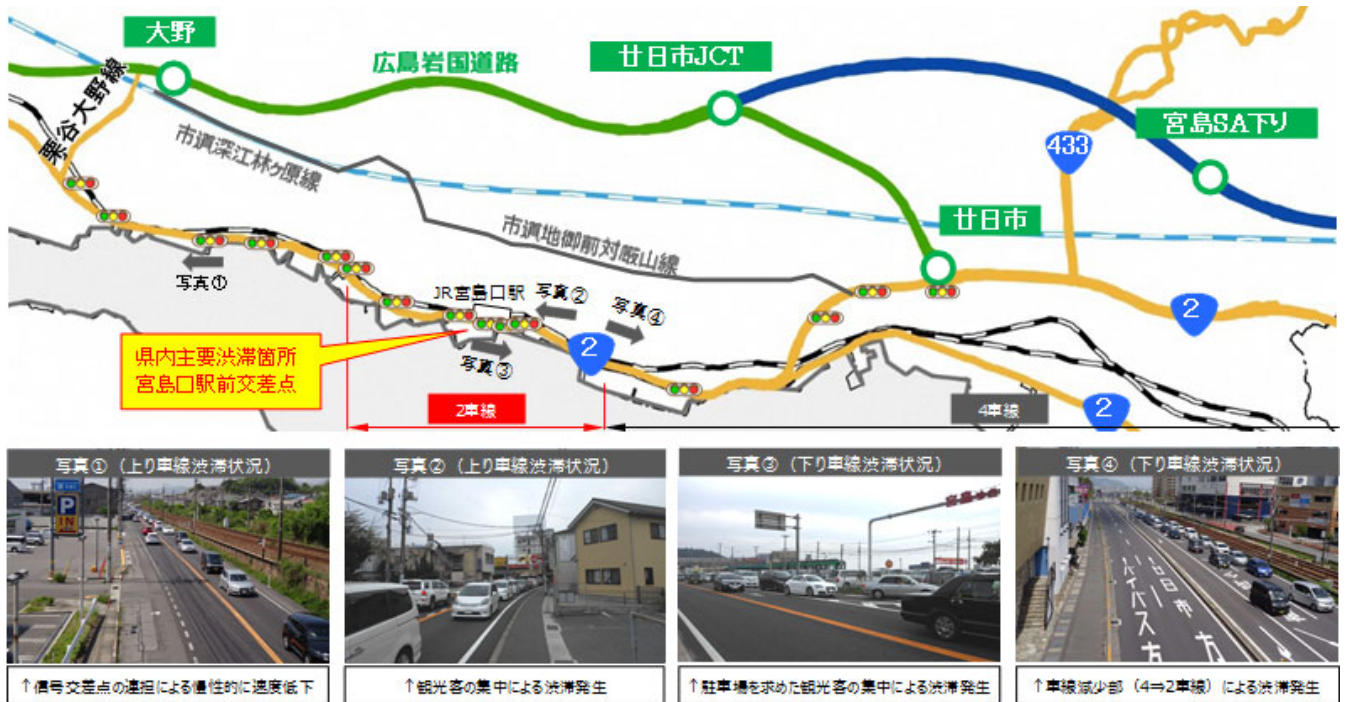 大野
広島岩国道路
廿日市JCT
宮島SA下り
433
栗谷大野線
市道深江林ヶ原線
市道地御前対厳山線
廿日市
写真①
JR宮島口駅
写真②
写真④
写真③
2
2
2
県内主要渋滞箇所
宮島口駅前交差点
2車線
4車線
写真①（上り車線渋滞状況）
写真②（上り車線渋滞状況）
写真③（下り車線渋滞状況）
写真④（下り車線渋滞状況）
P
IN
廿日市
バイパス方
方
↑信号交差点の連担による慢性的に速度低下
↑観光客の集中による渋滞発生
↑駐車場を求めた観光客の集中による渋滞発生
↑車線減少部（4⇒2車線）による渋滞発生